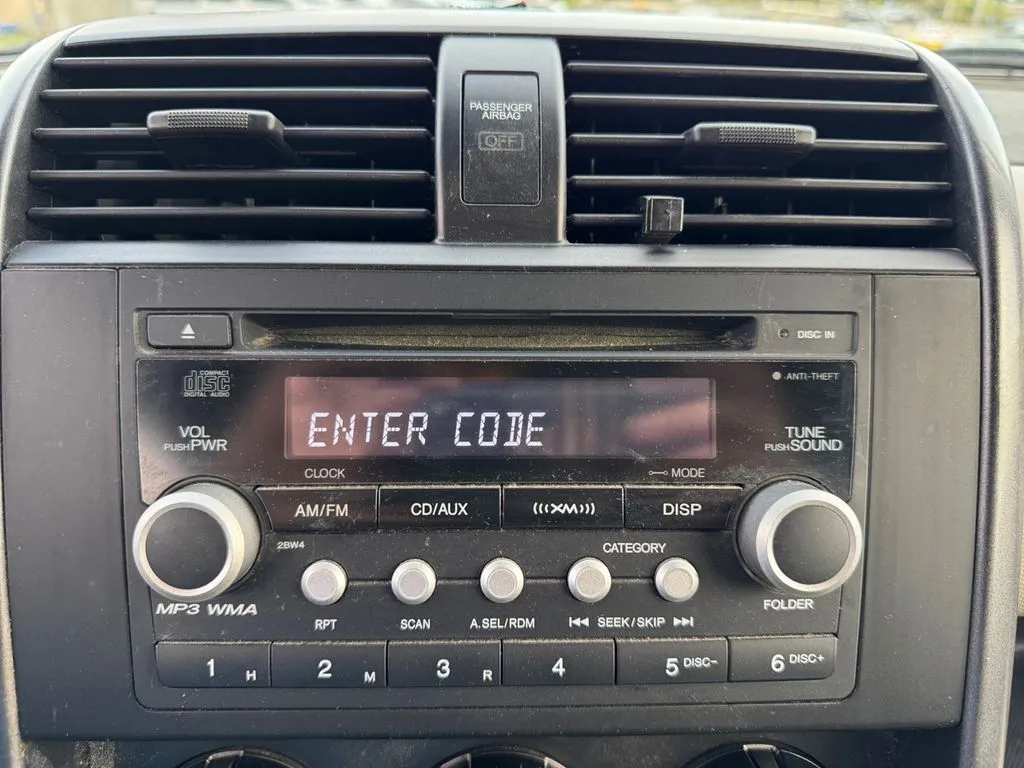 PASSENGER
AIRBAG
OFF
DISC IN
COMPACT
disc
DIGITAL AUDIO
ANTI-THEFT
VOL
PUSH PWR
ENTER CODE
TUNE
PUSH SOUND
CLOCK
MODE
AM/FM
CD/AUX
(((XM)))
DISP
2BW4
CATEGORY
MP3 WMA
FOLDER
RPT
SCAN
A.SEL/RDM
SEEK/SKIP
1 H
2 M
3 R
4
5 DISC-
6 DISC+